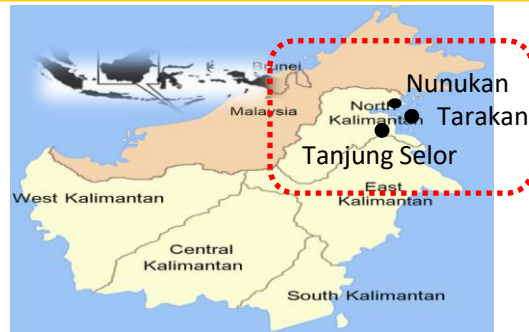 Brunei
Nunukan
Malaysia
North
Kalimantan
Tarakan
Tanjung Selor
West Kalimantan
East
Kalimantan
Central
Kalimantan
South Kalimantan